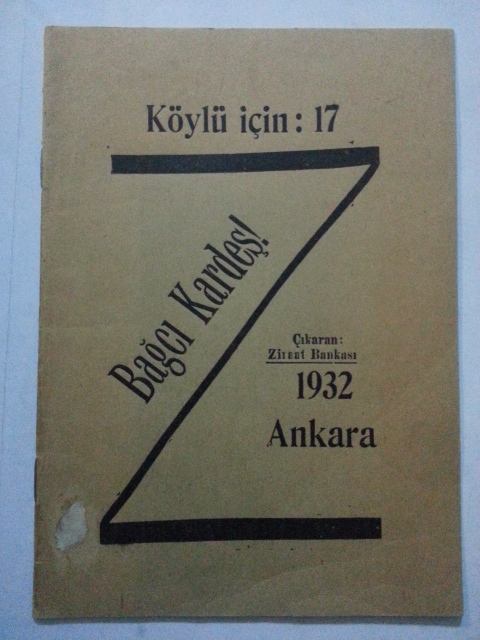 Köylü için: 17
Bağcı Kardeş!
Çıkaran:
Ziraat Bankası
1932
Ankara